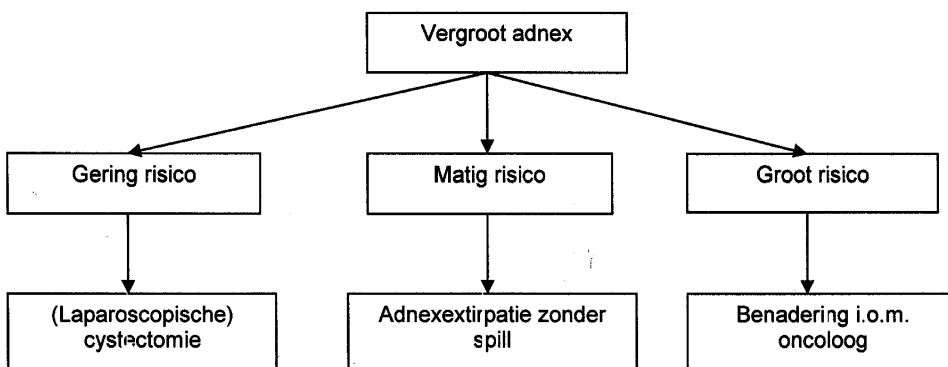 Vergroot adnex
Gering risico
Matig risico
Groot risico
(Laparoscopische)
cystectomie
Adnexextirpatie zonder
spill
Benadering i.o.m.
oncoloog